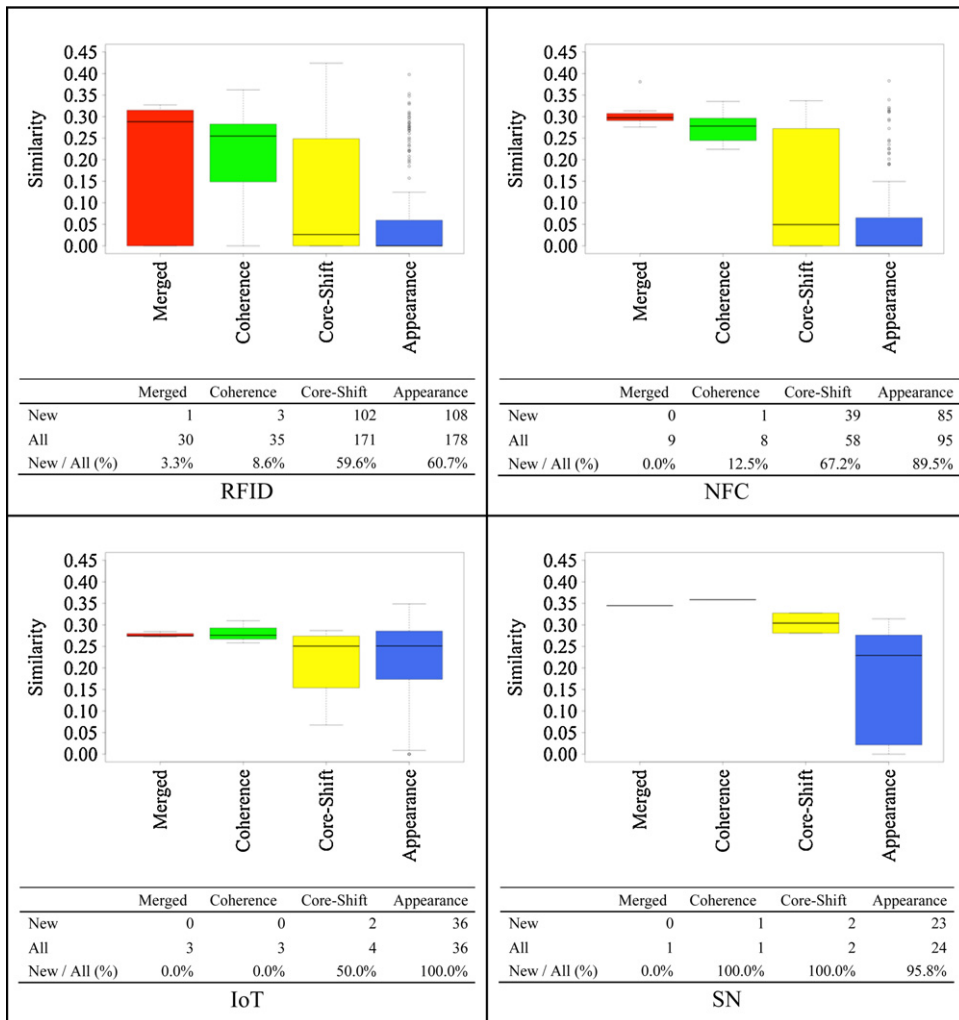 0.45
0.40
0.35
0.30
0.25
0.20
0.15
0.10
0.05
0.00
Similarity
Merged
Coherence
Core-Shift
Appearance
Merged Coherence Core-Shift Appearance
New 1 3 102 108
All 30 35 171 178
New / All (%) 3.3% 8.6% 59.6% 60.7%
RFID
0.45
0.40
0.35
0.30
0.25
0.20
0.15
0.10
0.05
0.00
Similarity
Merged
Coherence
Core-Shift
Appearance
Merged Coherence Core-Shift Appearance
New 0 1 39 85
All 9 8 58 95
New / All (%) 0.0% 12.5% 67.2% 89.5%
NFC
0.45
0.40
0.35
0.30
0.25
0.20
0.15
0.10
0.05
0.00
Similarity
Merged
Coherence
Core-Shift
Appearance
Merged Coherence Core-Shift Appearance
New 0 0 2 36
All 3 3 4 36
New / All (%) 0.0% 0.0% 50.0% 100.0%
IoT
0.45
0.40
0.35
0.30
0.25
0.20
0.15
0.10
0.05
0.00
Similarity
Merged
Coherence
Core-Shift
Appearance
Merged Coherence Core-Shift Appearance
New 0 1 2 23
All 1 1 2 24
New / All (%) 0.0% 100.0% 100.0% 95.8%
SN